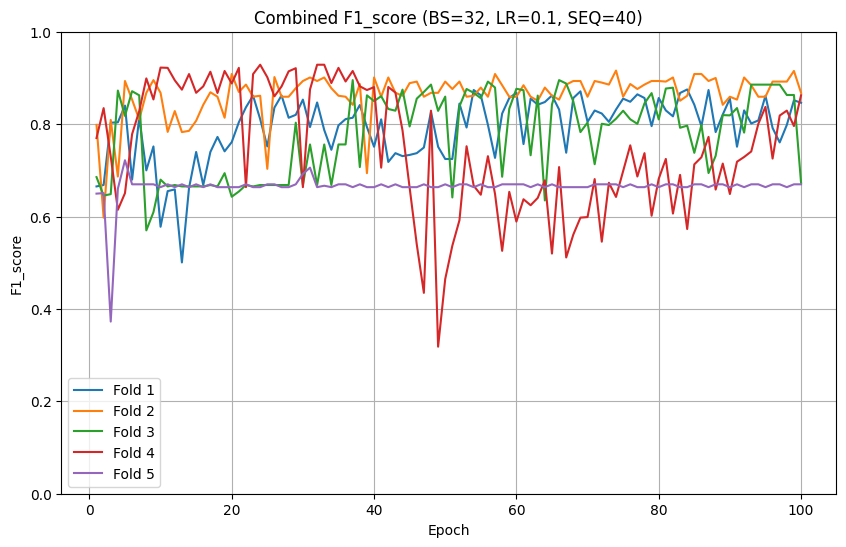 Combined F1_score (BS=32, LR=0.1, SEQ=40)
F1_score
1.0
0.8
0.6
0.4
0.2
0.0
Fold 1
Fold 2
Fold 3
Fold 4
Fold 5
0 20 40 60 80 100
Epoch